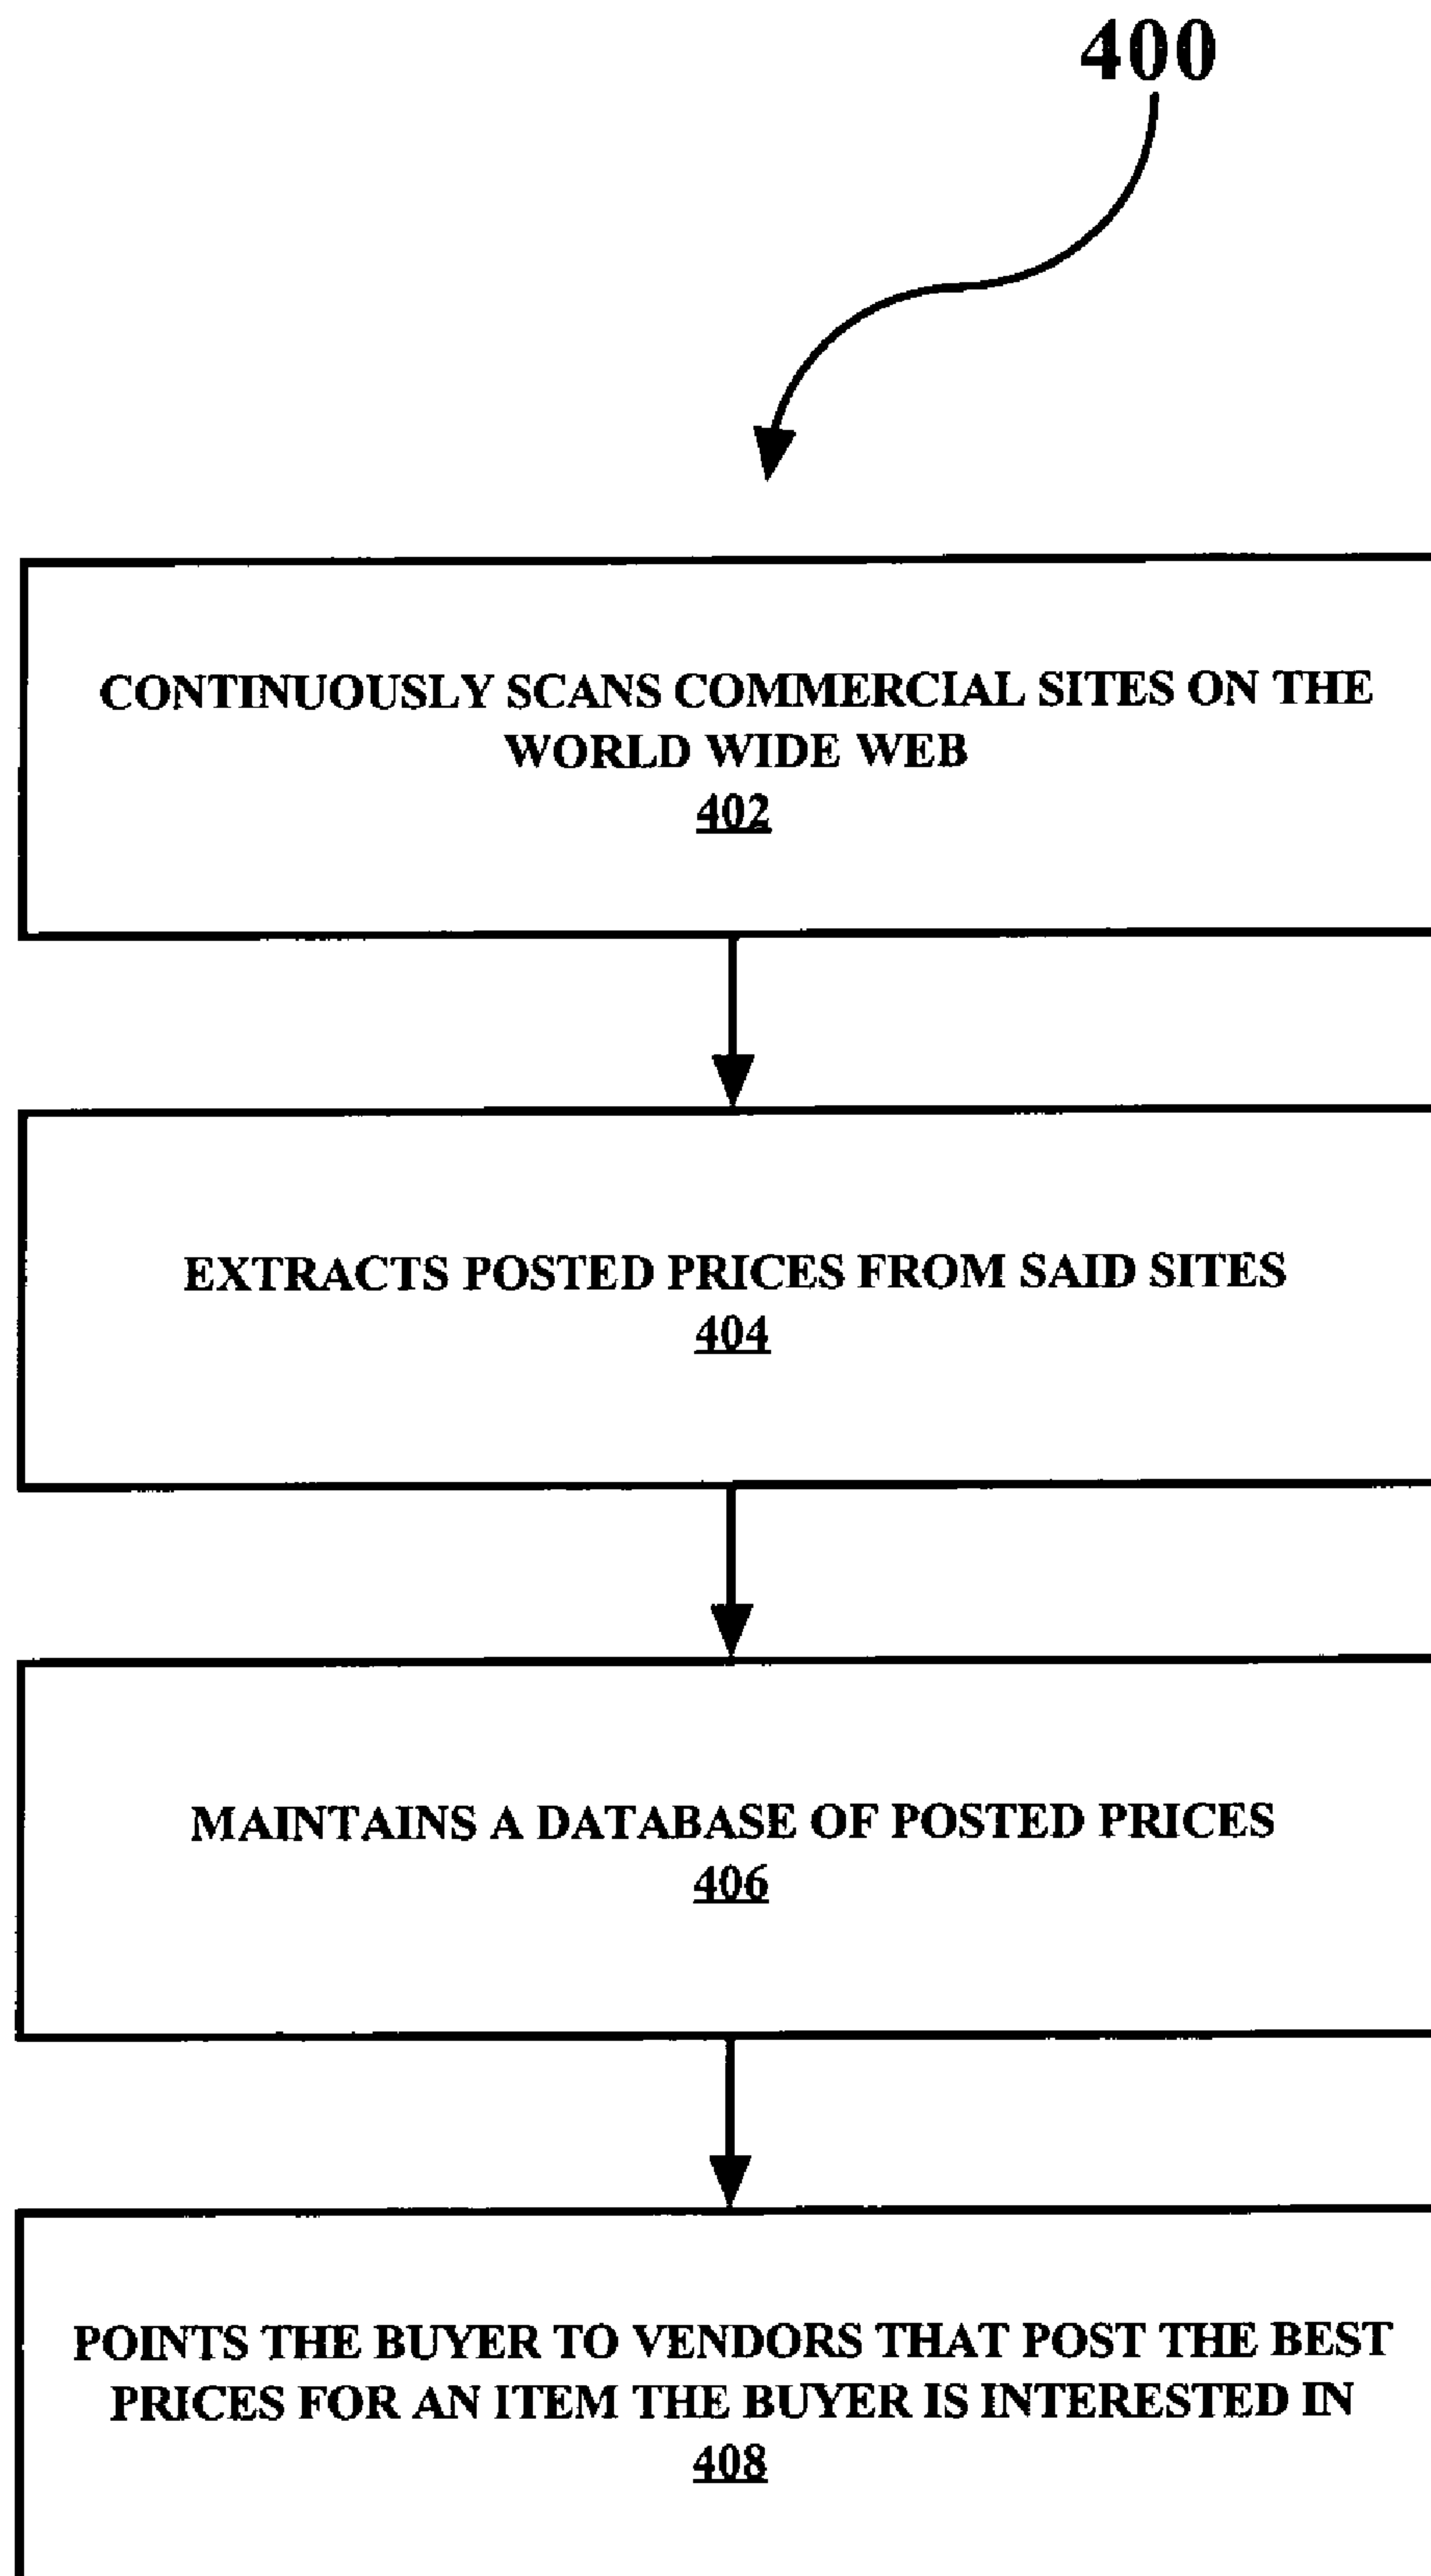 400
CONTINUOUSLY SCANS COMMERCIAL SITES ON THE
WORLD WIDE WEB
402
EXTRACTS POSTED PRICES FROM SAID SITES
404
MAINTAINS A DATABASE OF POSTED PRICES
406
POINTS THE BUYER TO VENDORS THAT POST THE BEST
PRICES FOR AN ITEM THE BUYER IS INTERESTED IN
408